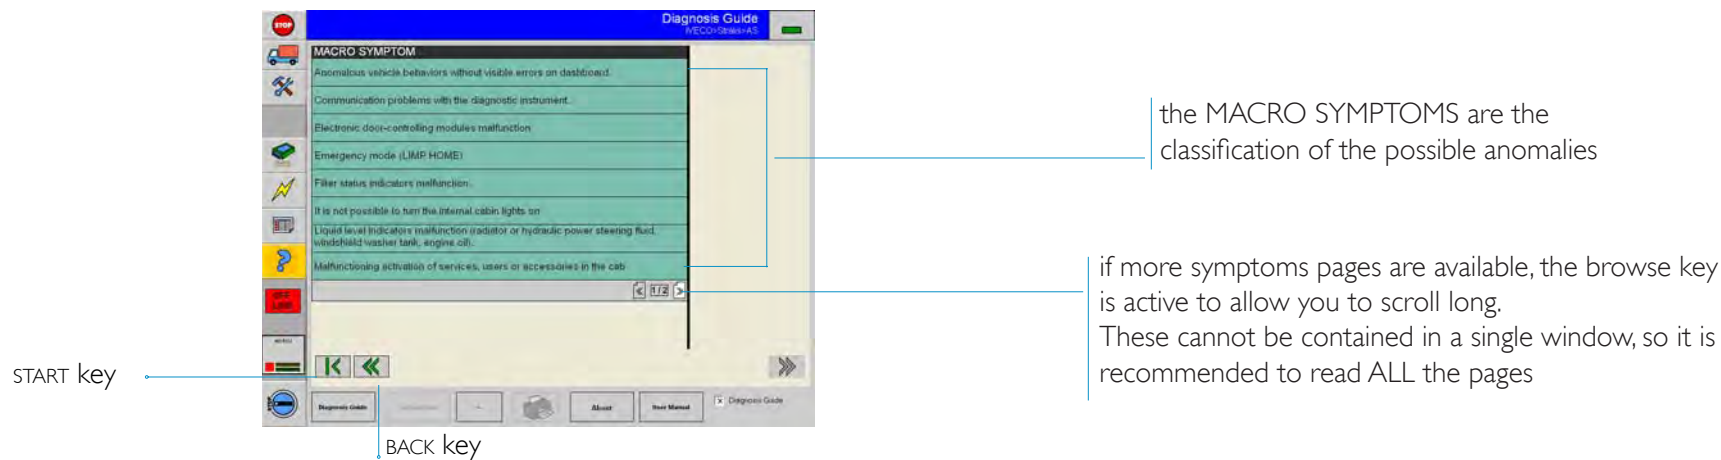 STOP
Diagnosis Guide
IVECO>Stralis>AS
MACRO SYMPTOM
Anomalous vehicle behaviors without visible errors on dashboard.
Communication problems with the diagnostic instrument.
Electronic door-controlling modules malfunction
Emergency mode (LIMP HOME)
Filter status indicators malfunction.
It is not possible to turn the internal cabin lights on
Liquid level indicators malfunction (radiator or hydraulic power steering fluid,
windshield washer tank, engine oil).
Malfunctioning activation of services, users or accessories in the cab
1/2
Diagnosis Guide
About
User Manual
x Diagnosis Guide
the MACRO SYMPTOMS are the
classification of the possible anomalies
if more symptoms pages are available, the browse key
is active to allow you to scroll long.
These cannot be contained in a single window, so it is
recommended to read ALL the pages
START key
BACK key